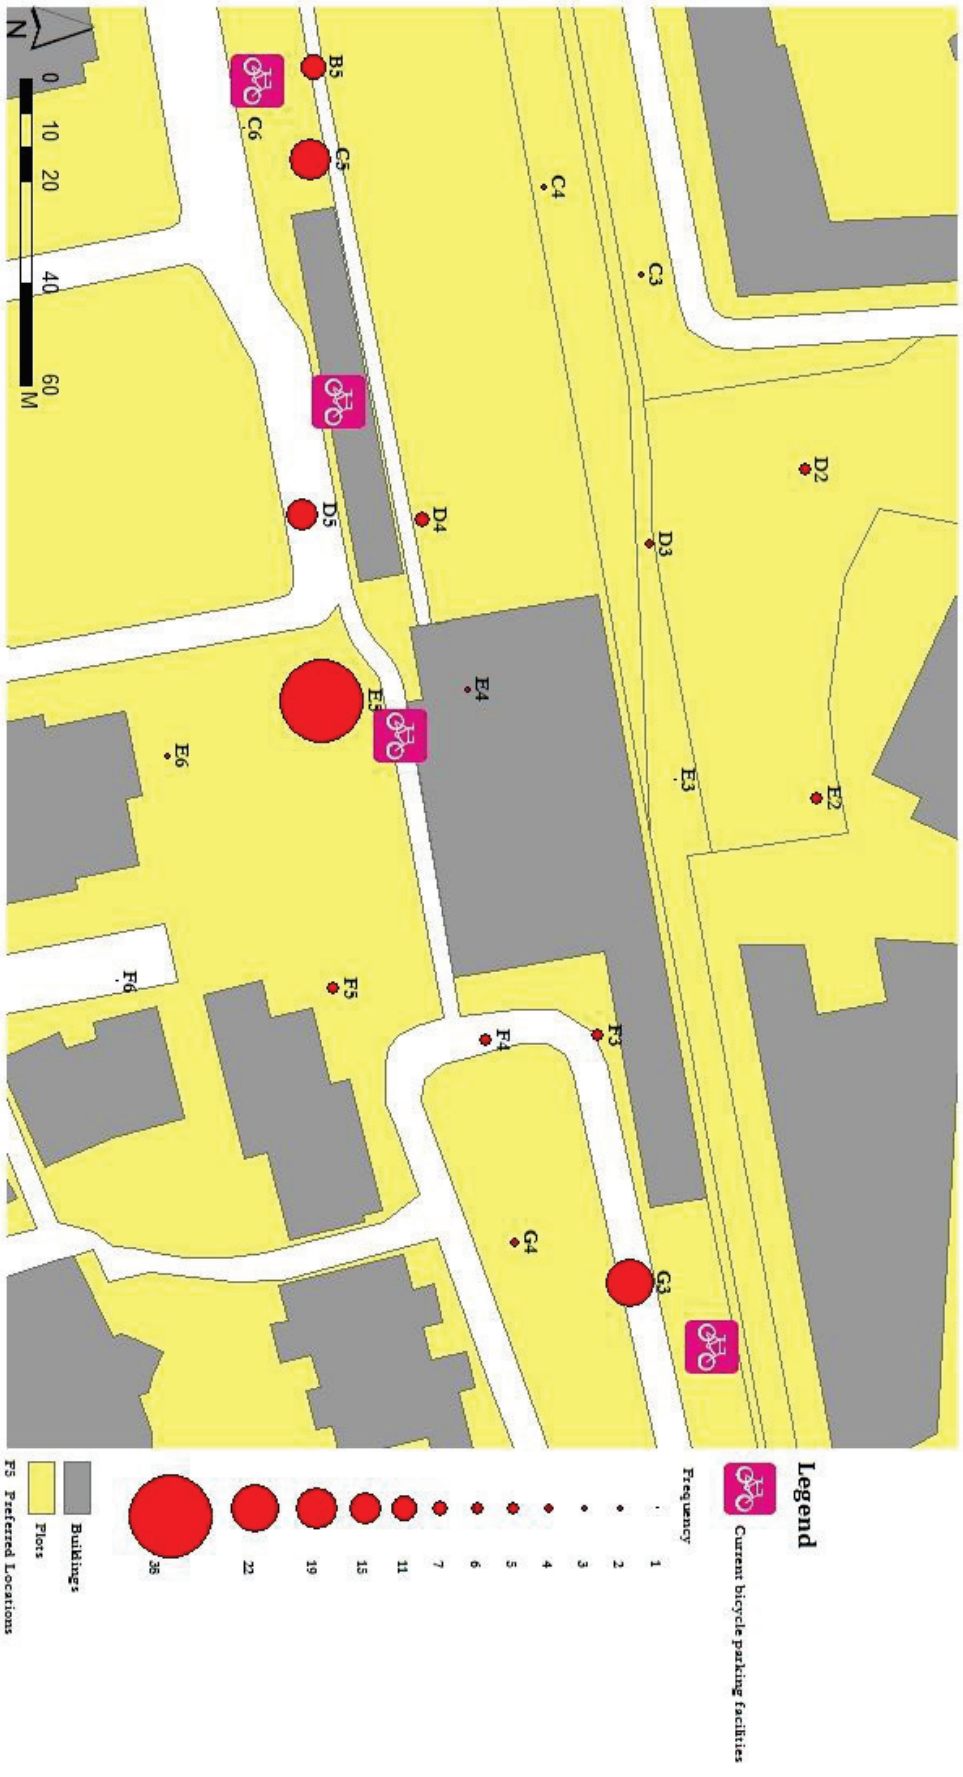 N
0 10 20 40 60
M
B5
C6
C5
C4
C3
D2
D5
D4
D3
E5
E4
E3
E2
E6
F6
F5
F4
F3
G4
G3
Legend
Current bicycle parking facilities
Frequency
1
2
3
4
5
6
7
11
15
19
22
38
Buildings
Plots
F5 Preferred Locations